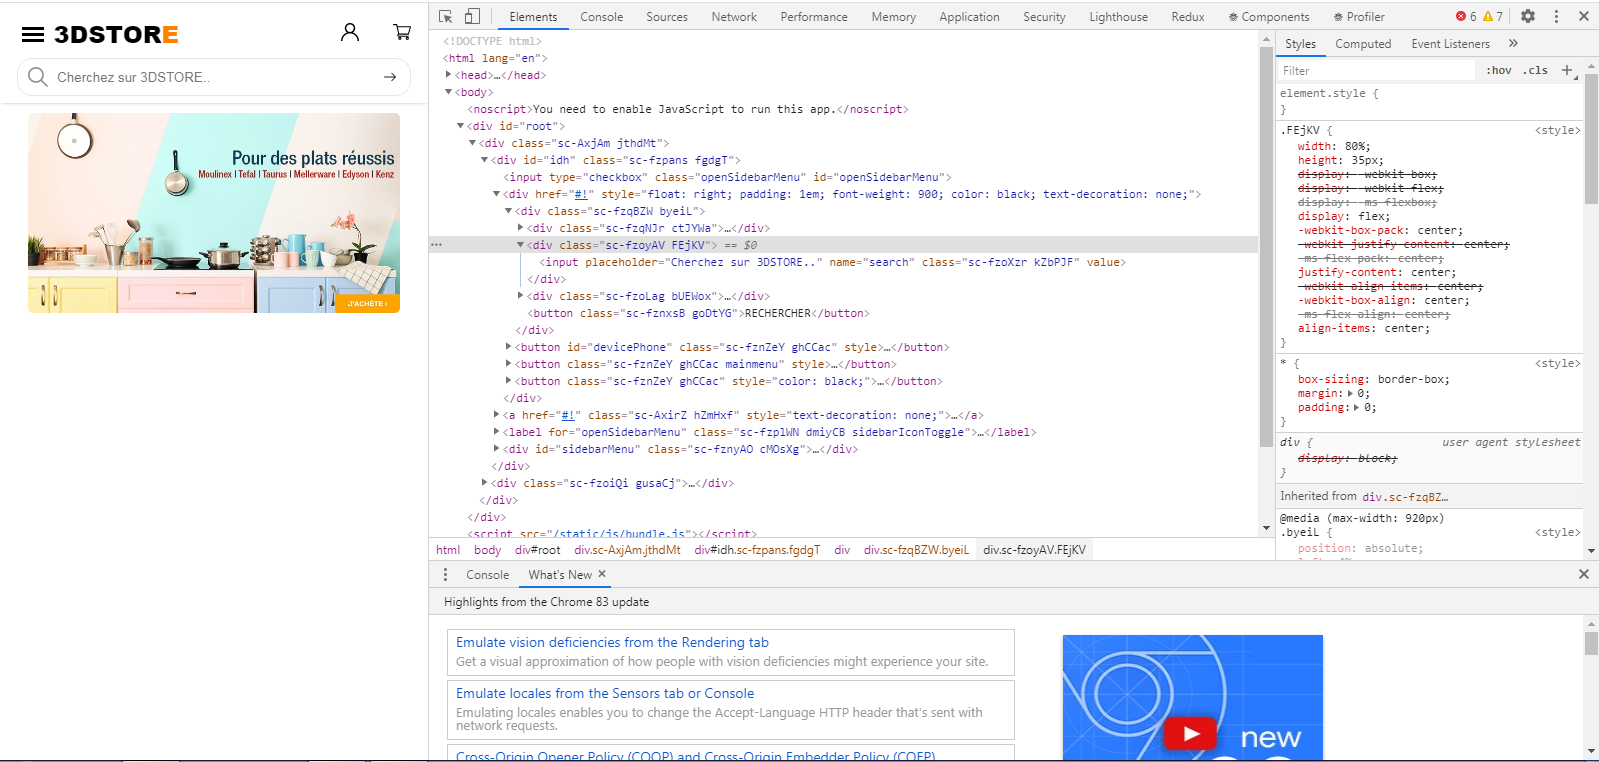 3DSTORE
Cherchez sur 3DSTORE..
Pour des plats réussis
Moulinex | Tefal | Taurus | Mellerware | Edyson | Kenz
J'ACHÈTE ›
Elements Console Sources Network Performance Memory Application Security Lighthouse Redux Components Profiler 6 7
<!DOCTYPE html>
<html lang="en">
<head>…</head>
<body>
<noscript>You need to enable JavaScript to run this app.</noscript>
<div id="root">
<div class="sc-AxjAm jthdMt">
<div id="idh" class="sc-fzpans fgdgT">
<input type="checkbox" class="openSidebarMenu" id="openSidebarMenu">
<div href="#!" style="float: right; padding: 1em; font-weight: 900; color: black; text-decoration: none;">
<div class="sc-fzqBZW byeiL">
<div class="sc-fzqNJr ctJYWa">…</div>
<div class="sc-fzoyAV FEjKV"> == $0
<input placeholder="Cherchez sur 3DSTORE.." name="search" class="sc-fzoXzr kZbPJF" value>
</div>
<div class="sc-fzoLag bUEWox">…</div>
<button class="sc-fznxsB goDtYG">RECHERCHER</button>
</div>
<button id="devicePhone" class="sc-fznZeY ghCCac" style>…</button>
<button class="sc-fznZeY ghCCac mainmenu" style>…</button>
<button class="sc-fznZeY ghCCac" style="color: black;">…</button>
</div>
<a href="#!" class="sc-AxirZ hZmHxf" style="text-decoration: none;">…</a>
<label for="openSidebarMenu" class="sc-fzplWN dmiyCB sidebarIconToggle">…</label>
<div id="sidebarMenu" class="sc-fznyAO cMOsXg">…</div>
</div>
<div class="sc-fzoiQi gusaCj">…</div>
</div>
</div>
<script src="/static/js/bundle.js"></script>
html body div#root div.sc-AxjAm.jthdMt div#idh.sc-fzpans.fgdgT div div.sc-fzqBZW.byeiL div.sc-fzoyAV.FEjKV
Styles Computed Event Listeners »
Filter :hov .cls +
element.style {
}
.FEjKV { <style>
width: 80%;
height: 35px;
display: -webkit-box;
display: -webkit-flex;
display: -ms-flexbox;
display: flex;
-webkit-box-pack: center;
-webkit-justify-content: center;
-ms-flex-pack: center;
justify-content: center;
-webkit-align-items: center;
-webkit-box-align: center;
-ms-flex-align: center;
align-items: center;
}
* { <style>
box-sizing: border-box;
margin: 0;
padding: 0;
}
div { user agent stylesheet
display: block;
}
Inherited from div.sc-fzqBZ…
@media (max-width: 920px)
.byeiL { <style>
position: absolute;
Console What's New ×
Highlights from the Chrome 83 update
Emulate vision deficiencies from the Rendering tab
Get a visual approximation of how people with vision deficiencies might experience your site.
Emulate locales from the Sensors tab or Console
Emulating locales enables you to change the Accept-Language HTTP header that's sent with
network requests.
Cross-Origin Opener Policy (COOP) and Cross-Origin Embedder Policy (COEP)
new